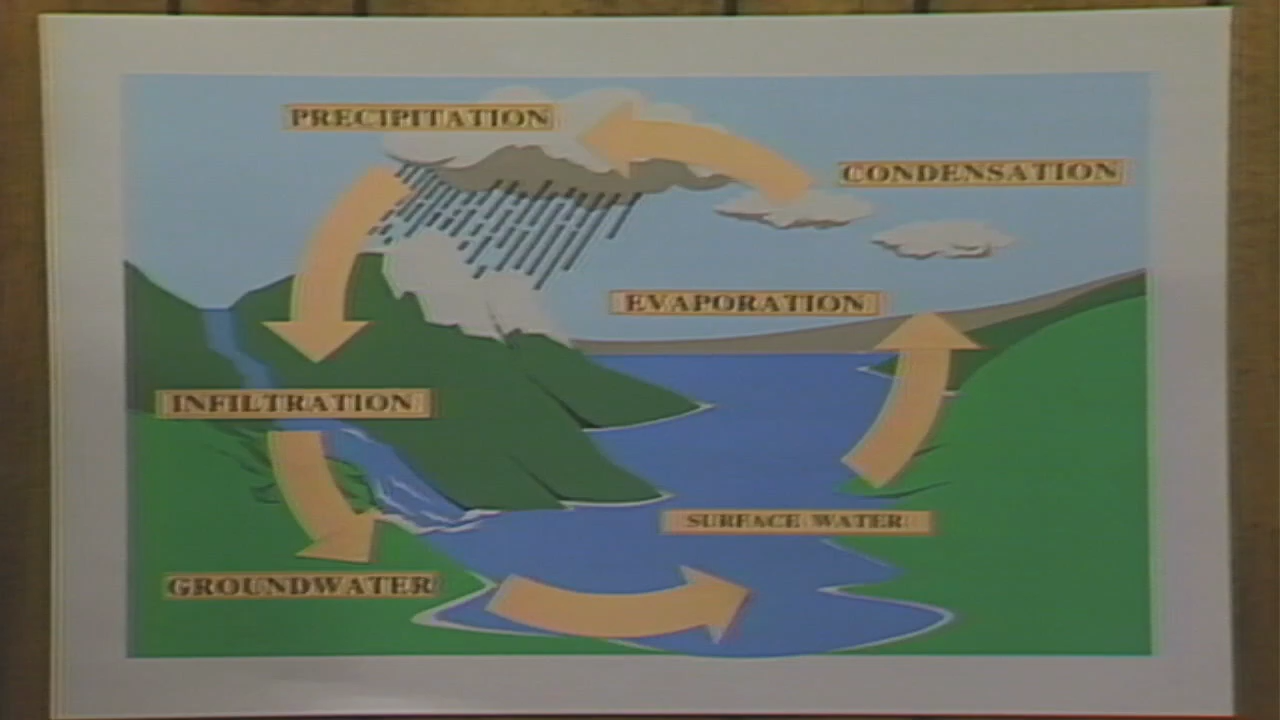 PRECIPITATION
CONDENSATION
EVAPORATION
INFILTRATION
SURFACE WATER
GROUNDWATER